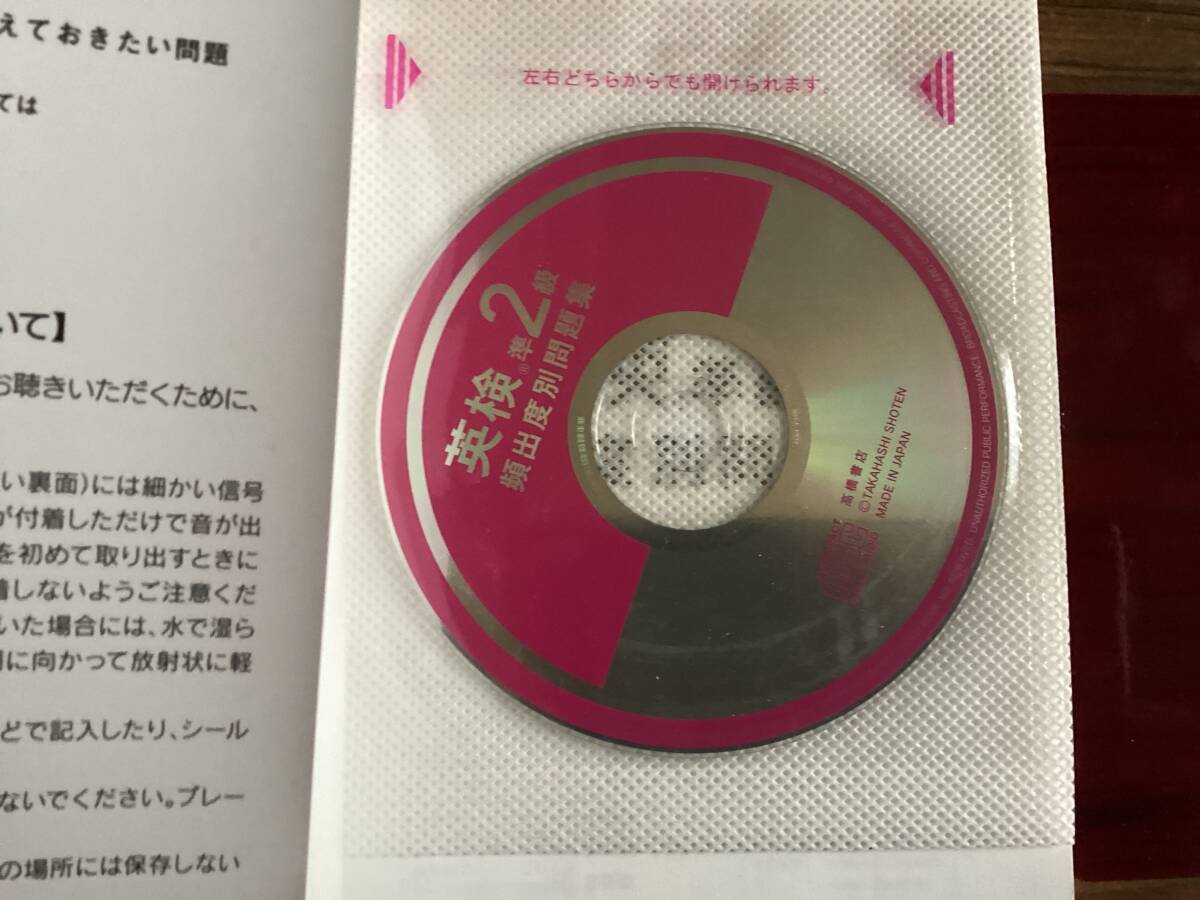 えておきたい問題
ては
いて】
お聴きいただくために、
い裏面)には細かい信号
が付着しただけで音が出
を初めて取り出すときに
着しないようご注意くだ
いた場合には、水で湿ら
に向かって放射状に軽
どで記入したり、シール
ないでください。プレー
の場所には保存しない
左右どちらからでも開けられます。
英検®準2級
頻出度別問題集
高橋書店
©TAKAHASHI SHOTEN
MADE IN JAPAN
UNAUTHORIZED PUBLIC PERFORMANCE. BROADCASTING AND